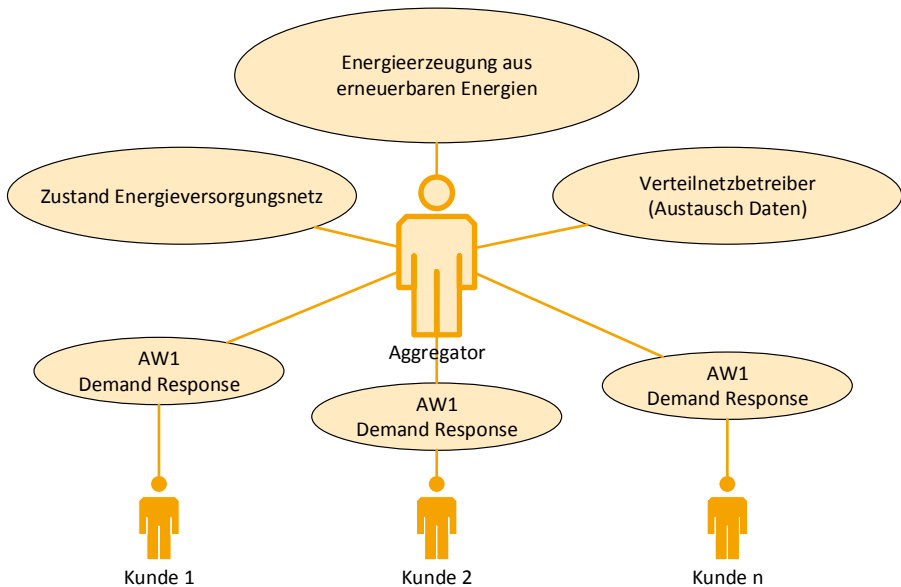 Energieerzeugung aus
erneuerbaren Energien
Zustand Energieversorgungsnetz
Verteilnetzbetreiber
(Austausch Daten)
Aggregator
AW1
Demand Response
AW1
Demand Response
AW1
Demand Response
Kunde 1
Kunde 2
Kunde n